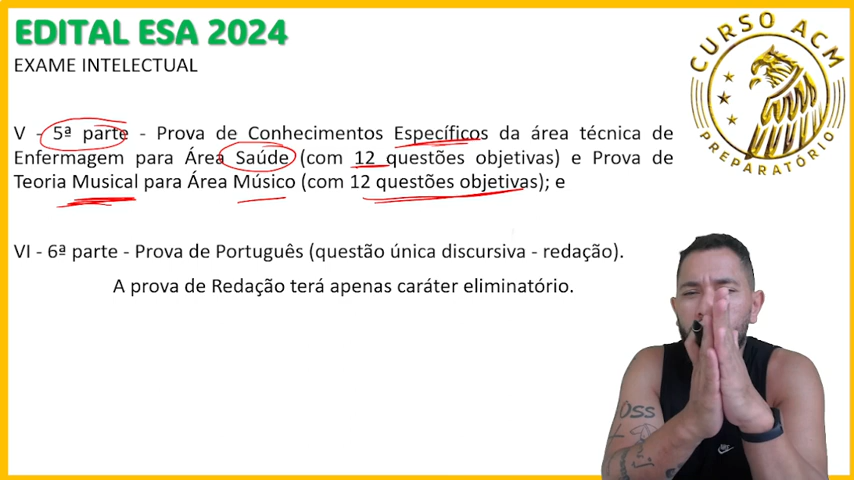 EDITAL ESA 2024
EXAME INTELECTUAL
CURSO ACM
PREPARATÓRIO
V - 5ª parte - Prova de Conhecimentos Específicos da área técnica de
Enfermagem para Área Saúde (com 12 questões objetivas) e Prova de
Teoria Musical para Área Músico (com 12 questões objetivas); e
VI - 6ª parte - Prova de Português (questão única discursiva - redação).
A prova de Redação terá apenas caráter eliminatório.
OSS